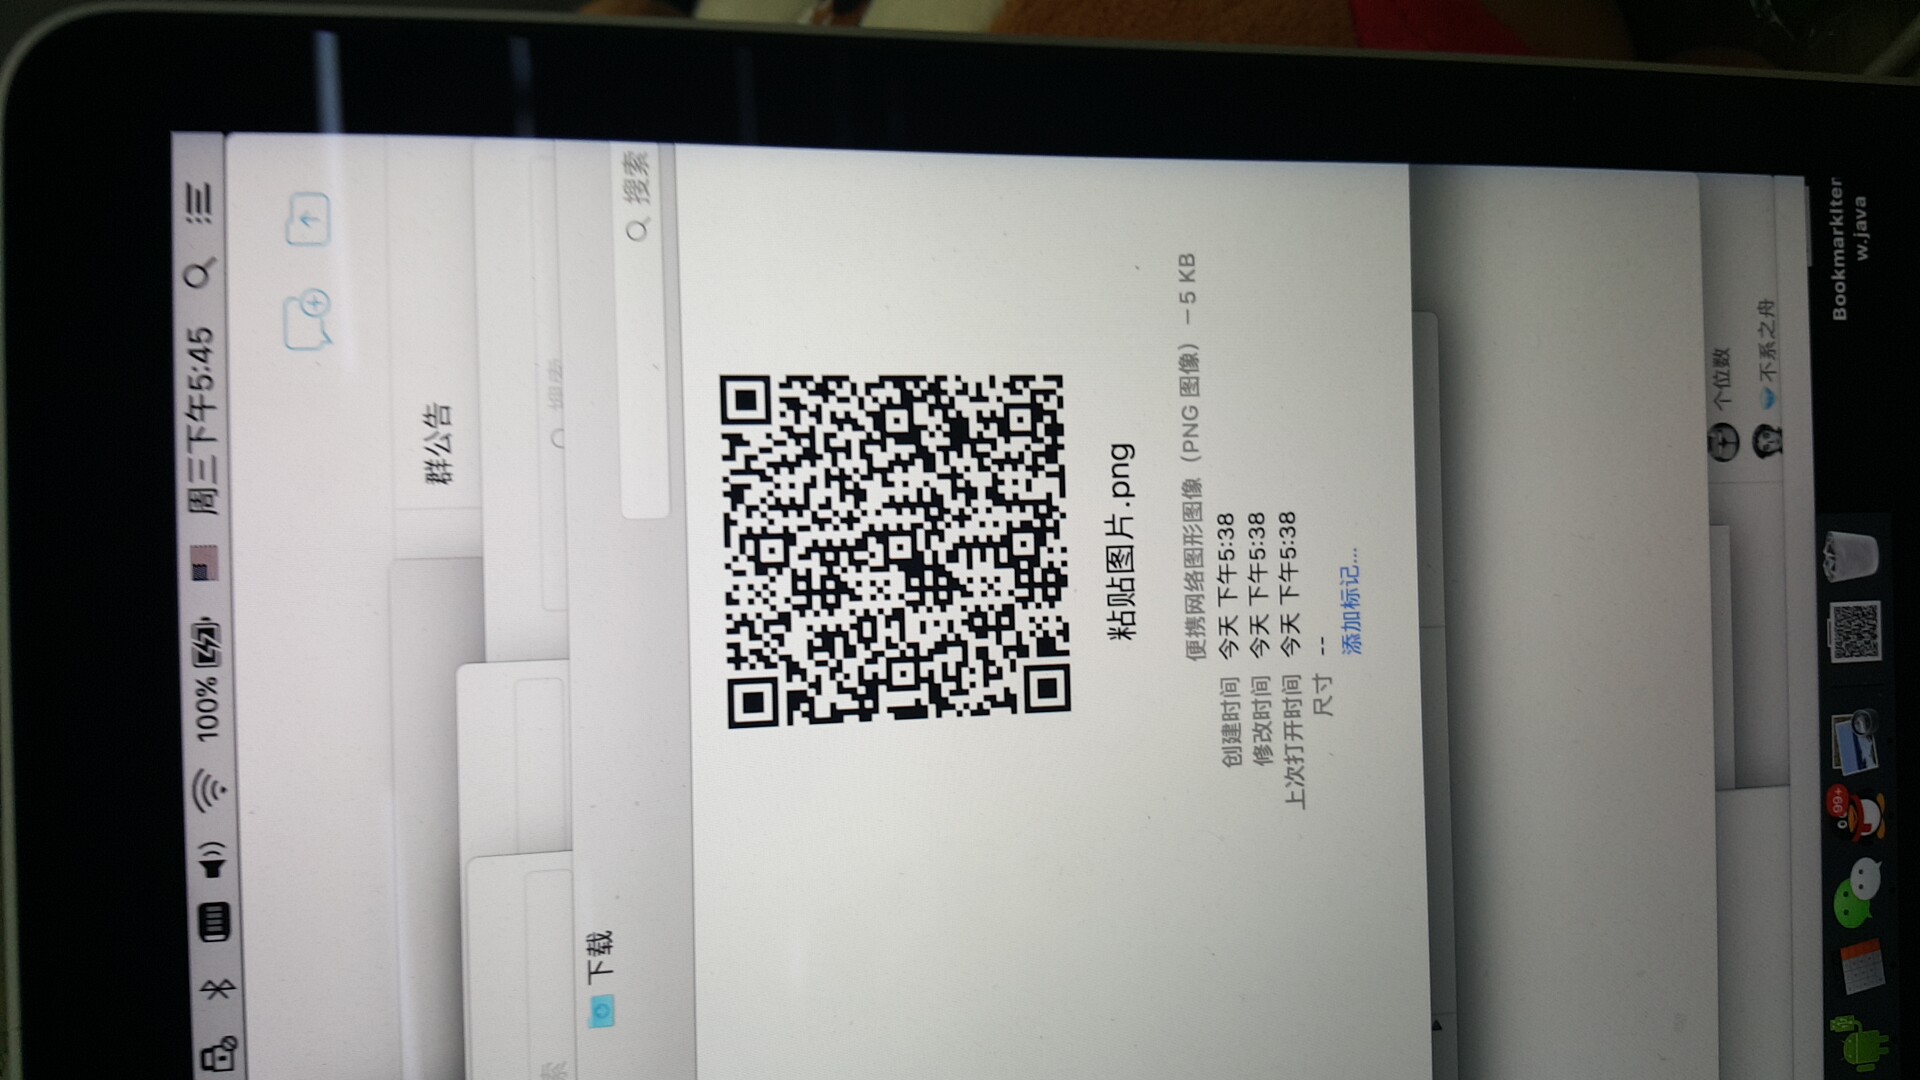 100% 周三下午5:45
群公告
搜索
下载
搜索
粘贴图片.png
便携网络图形图像（PNG 图像）– 5 KB
创建时间 今天 下午5:38
修改时间 今天 下午5:38
上次打开时间 今天 下午5:38
尺寸 --
添加标记...
个位数
不系之舟
99+
BookmarkIter
w.java